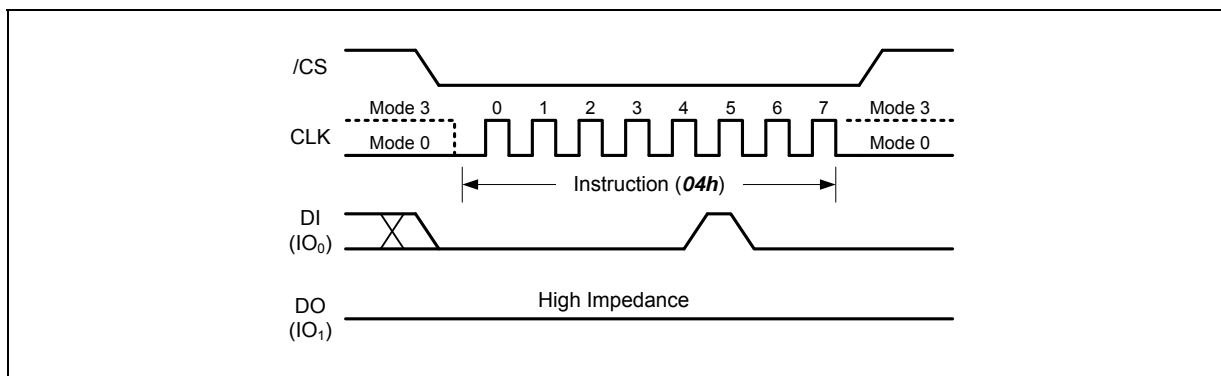 /CS
Mode 3 0 1 2 3 4 5 6 7 Mode 3
CLK
Mode 0 Mode 0
Instruction (04h)
DI
(IO₀)
High Impedance
DO
(IO₁)